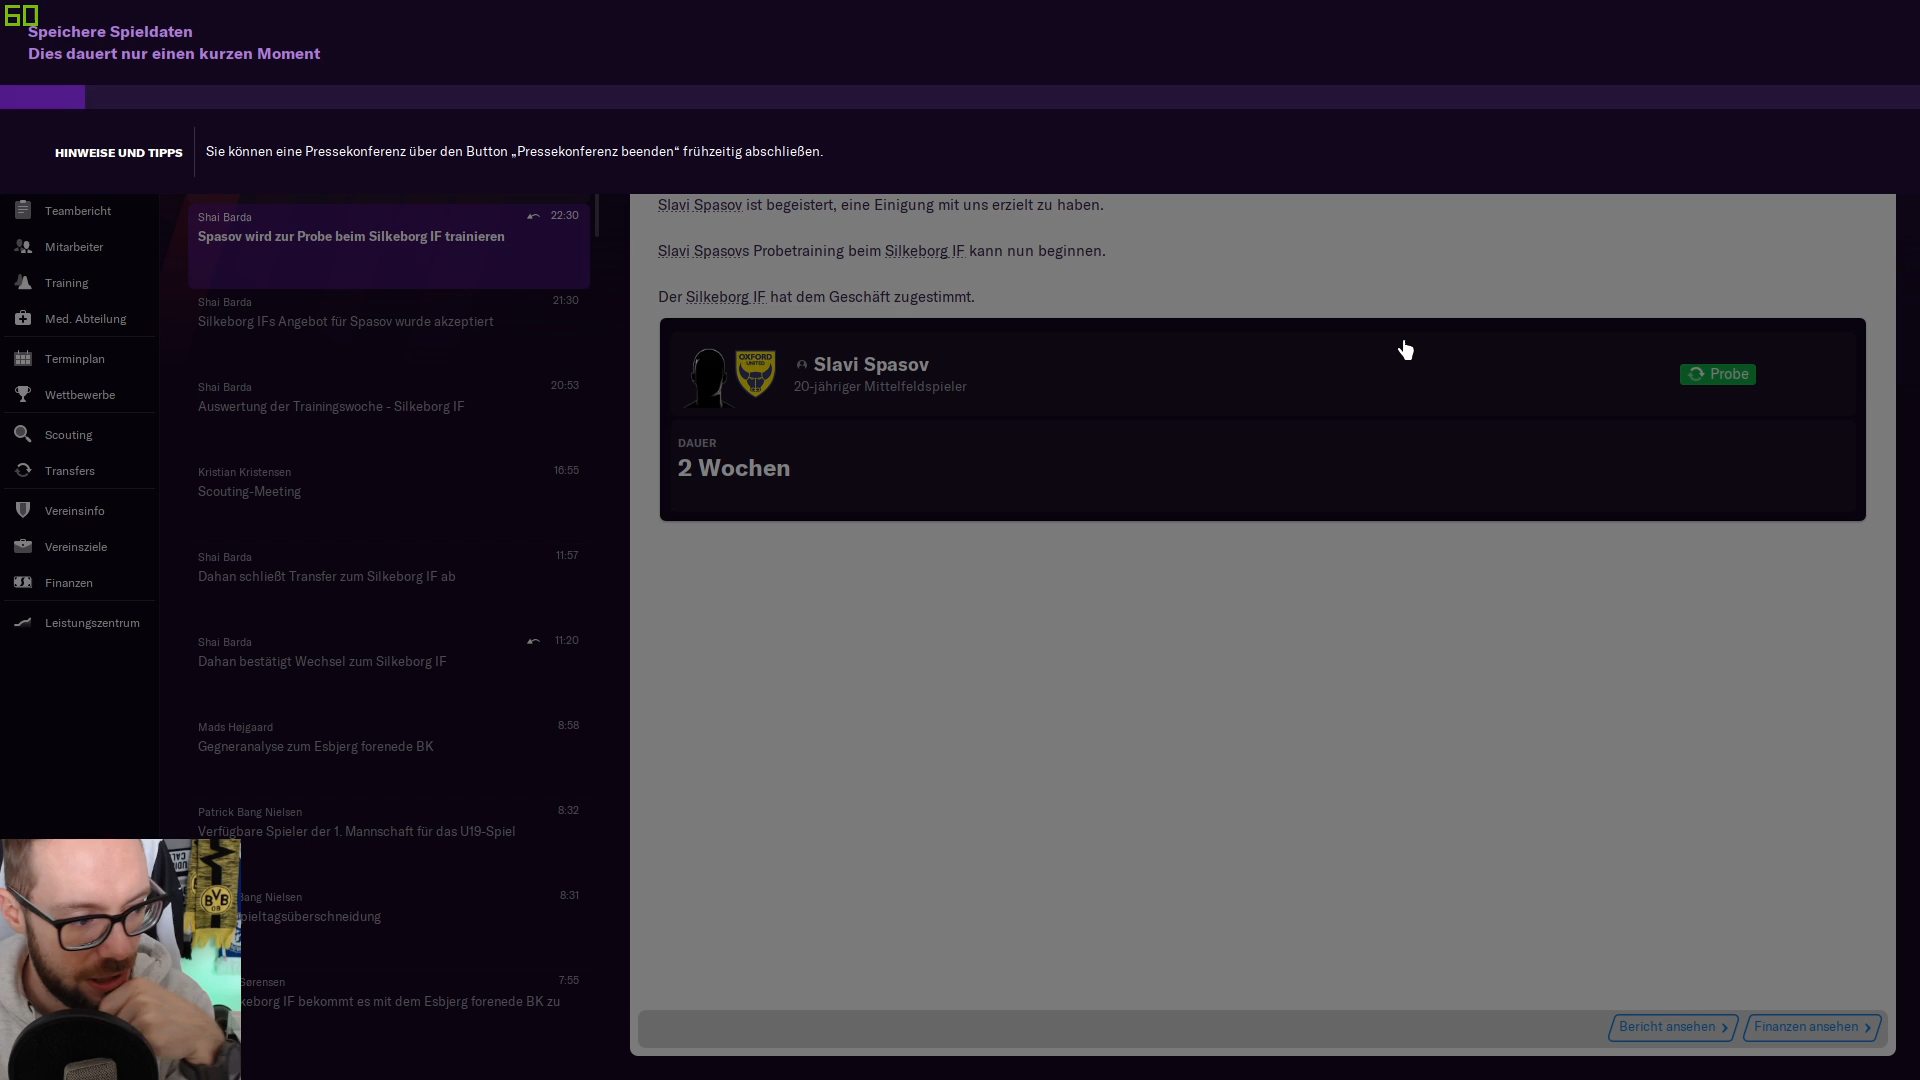 60
Speichere Spieldaten
Dies dauert nur einen kurzen Moment
HINWEISE UND TIPPS
Sie können eine Pressekonferenz über den Button „Pressekonferenz beenden“ frühzeitig abschließen.
Teambericht
Mitarbeiter
Training
Med. Abteilung
Terminplan
Wettbewerbe
Scouting
Transfers
Vereinsinfo
Vereinsziele
Finanzen
Leistungszentrum
Shai Barda 22:30
Spasov wird zur Probe beim Silkeborg IF trainieren
Shai Barda 21:30
Silkeborg IFs Angebot für Spasov wurde akzeptiert
Shai Barda 20:53
Auswertung der Trainingswoche - Silkeborg IF
Kristian Kristensen 16:55
Scouting-Meeting
Shai Barda 11:57
Dahan schließt Transfer zum Silkeborg IF ab
Shai Barda 11:20
Dahan bestätigt Wechsel zum Silkeborg IF
Mads Højgaard 8:58
Gegneranalyse zum Esbjerg forenede BK
Patrick Bang Nielsen 8:32
Verfügbare Spieler der 1. Mannschaft für das U19-Spiel
Bang Nielsen 8:31
pieltagsüberschneidung
Sørensen 7:55
keborg IF bekommt es mit dem Esbjerg forenede BK zu
Slavi Spasov ist begeistert, eine Einigung mit uns erzielt zu haben.
Slavi Spasovs Probetraining beim Silkeborg IF kann nun beginnen.
Der Silkeborg IF hat dem Geschäft zugestimmt.
OXFORD
UNITED
Slavi Spasov
20-jähriger Mittelfeldspieler
Probe
DAUER
2 Wochen
Bericht ansehen
Finanzen ansehen
BVB
09